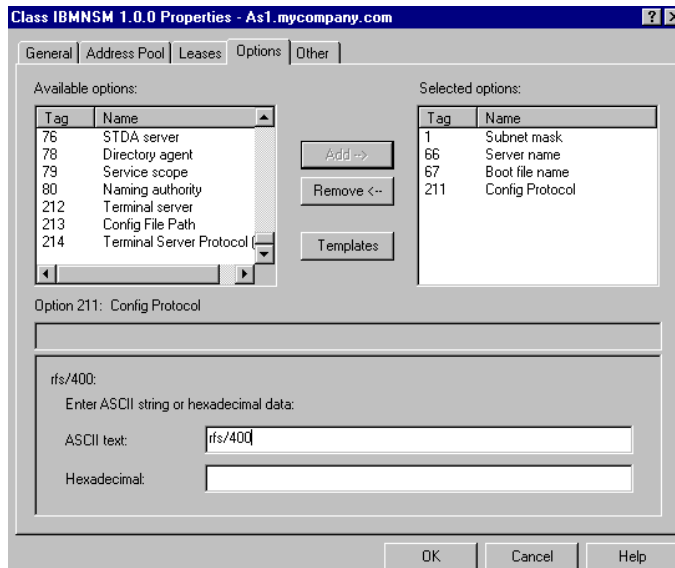 Class IBMNSM 1.0.0 Properties - As1.mycompany.com
General Address Pool Leases Options Other
Available options:
Tag Name
76 STDA server
78 Directory agent
79 Service scope
80 Naming authority
212 Terminal server
213 Config File Path
214 Terminal Server Protocol (
Add -->
Remove <--
Templates
Selected options:
Tag Name
1 Subnet mask
66 Server name
67 Boot file name
211 Config Protocol
Option 211: Config Protocol
rfs/400:
Enter ASCII string or hexadecimal data:
ASCII text: rfs/400
Hexadecimal:
OK Cancel Help